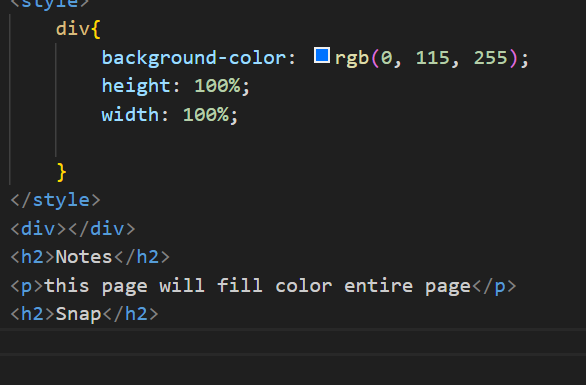 <style>
div{
background-color: rgb(0, 115, 255);
height: 100%;
width: 100%;
}
</style>
<div></div>
<h2>Notes</h2>
<p>this page will fill color entire page</p>
<h2>Snap</h2>